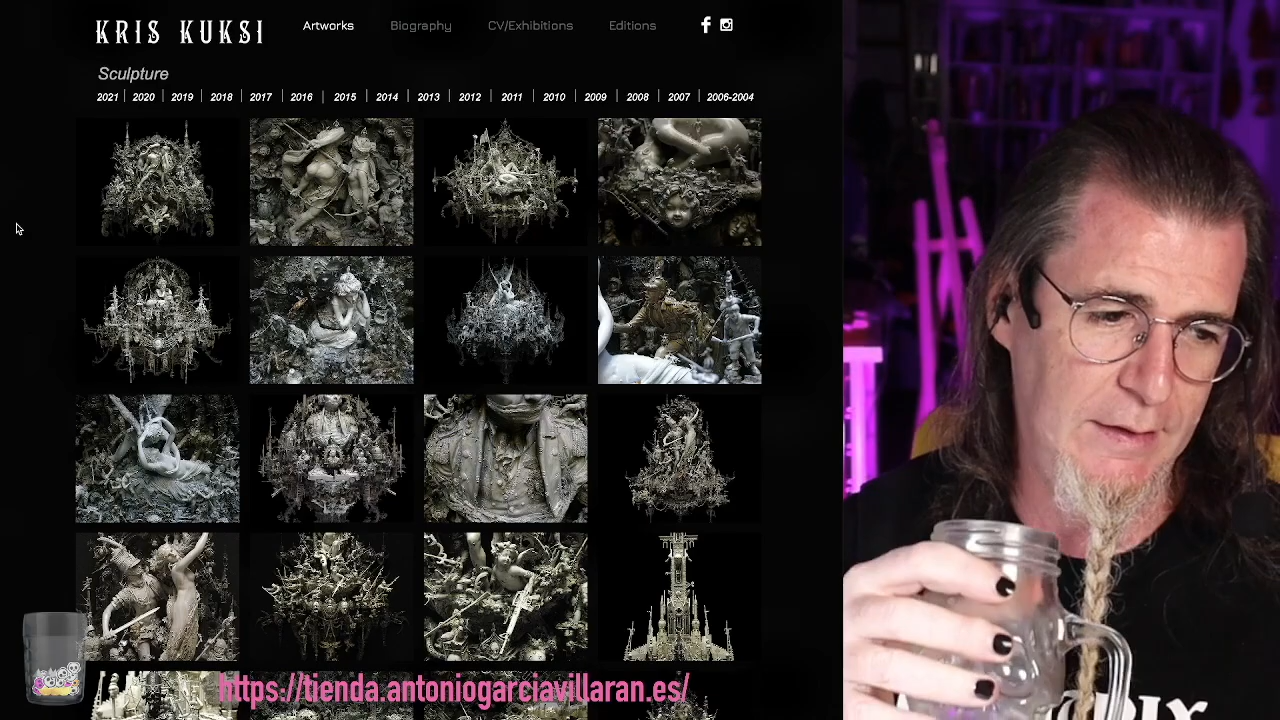 KRIS KUKSI
Artworks Biography CV/Exhibitions Editions
Sculpture
2021 | 2020 | 2019 | 2018 | 2017 | 2016 | 2015 | 2014 | 2013 | 2012 | 2011 | 2010 | 2009 | 2008 | 2007 | 2006-2004
https://tienda.antoniogarciavillaran.es/